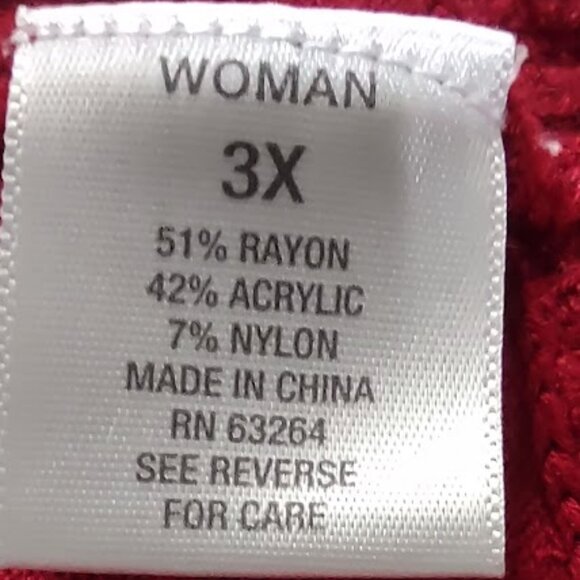 WOMAN
3X
51% RAYON
42% ACRYLIC
7% NYLON
MADE IN CHINA
RN 63264
SEE REVERSE
FOR CARE